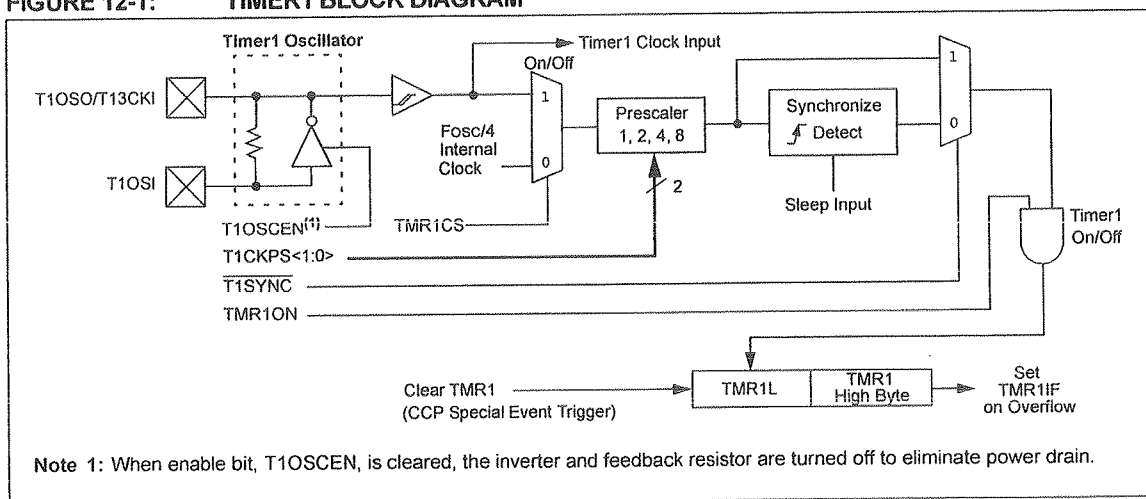 FIGURE 12-1: TIMER1 BLOCK DIAGRAM
Timer1 Oscillator
Timer1 Clock Input
On/Off
T1OSO/T13CKI
1
1
Prescaler
1, 2, 4, 8
Synchronize
Detect
Fosc/4
Internal
Clock
0
0
T1OSI
2
Sleep Input
T1OSCEN(1)
TMR1CS
Timer1
On/Off
T1CKPS<1:0>
T1SYNC
TMR1ON
Clear TMR1
(CCP Special Event Trigger)
TMR1L
TMR1
High Byte
Set
TMR1IF
on Overflow
Note 1: When enable bit, T1OSCEN, is cleared, the inverter and feedback resistor are turned off to eliminate power drain.